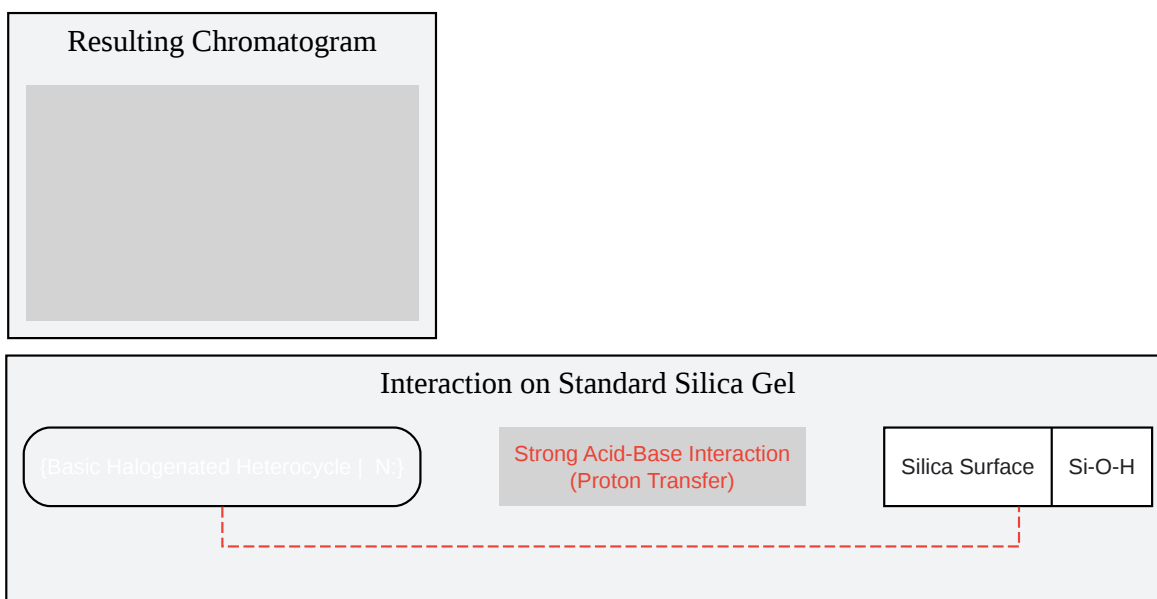 Resulting Chromatogram
Interaction on Standard Silica Gel
{Basic Halogenated Heterocycle | N:}
Strong Acid-Base Interaction
(Proton Transfer)
Silica Surface
Si-O-H